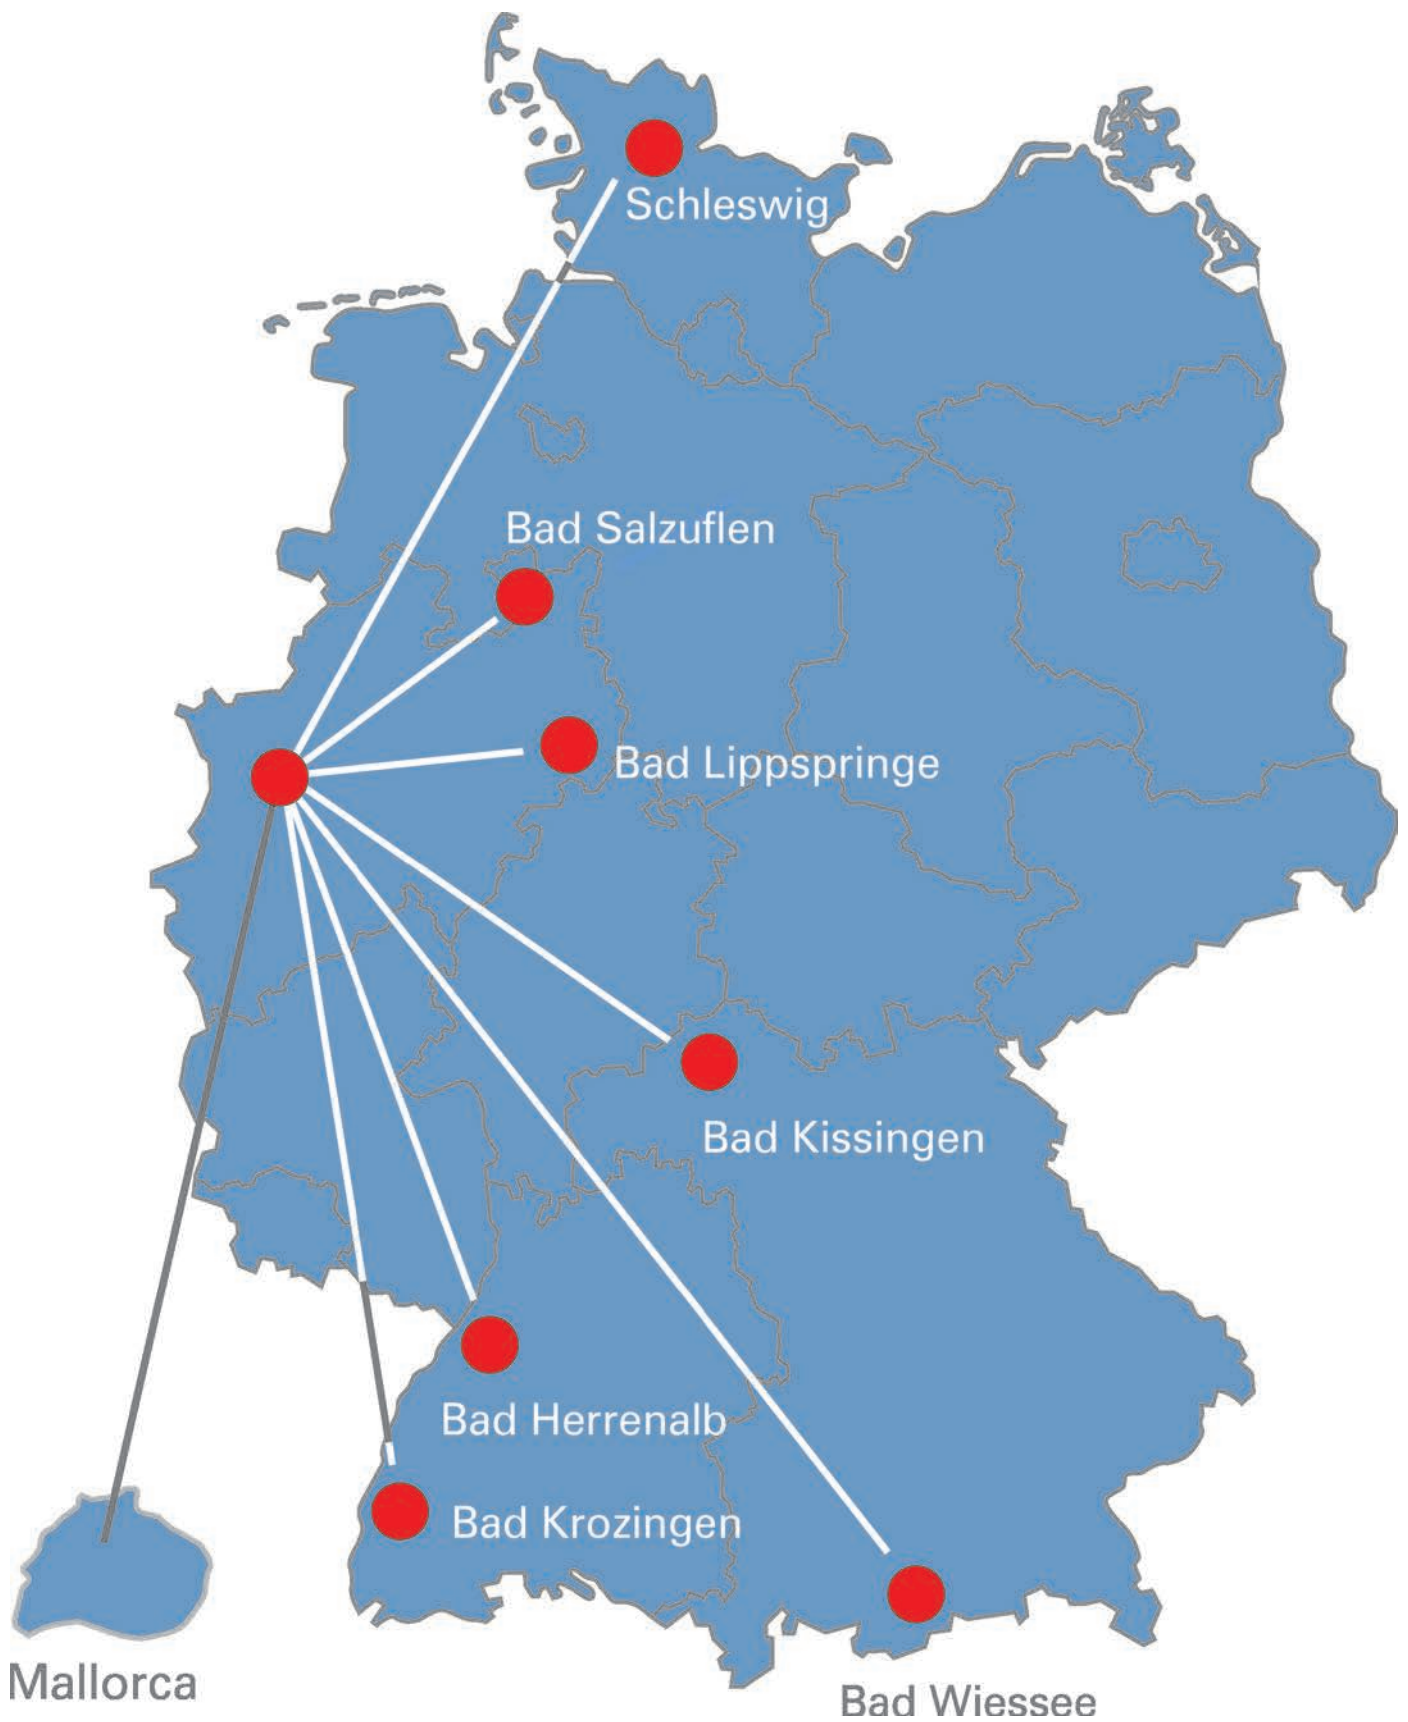 Schleswig
Bad Salzuflen
Bad Lippspringe
Bad Kissingen
Bad Herrenalb
Bad Krozingen
Mallorca
Bad Wiessee